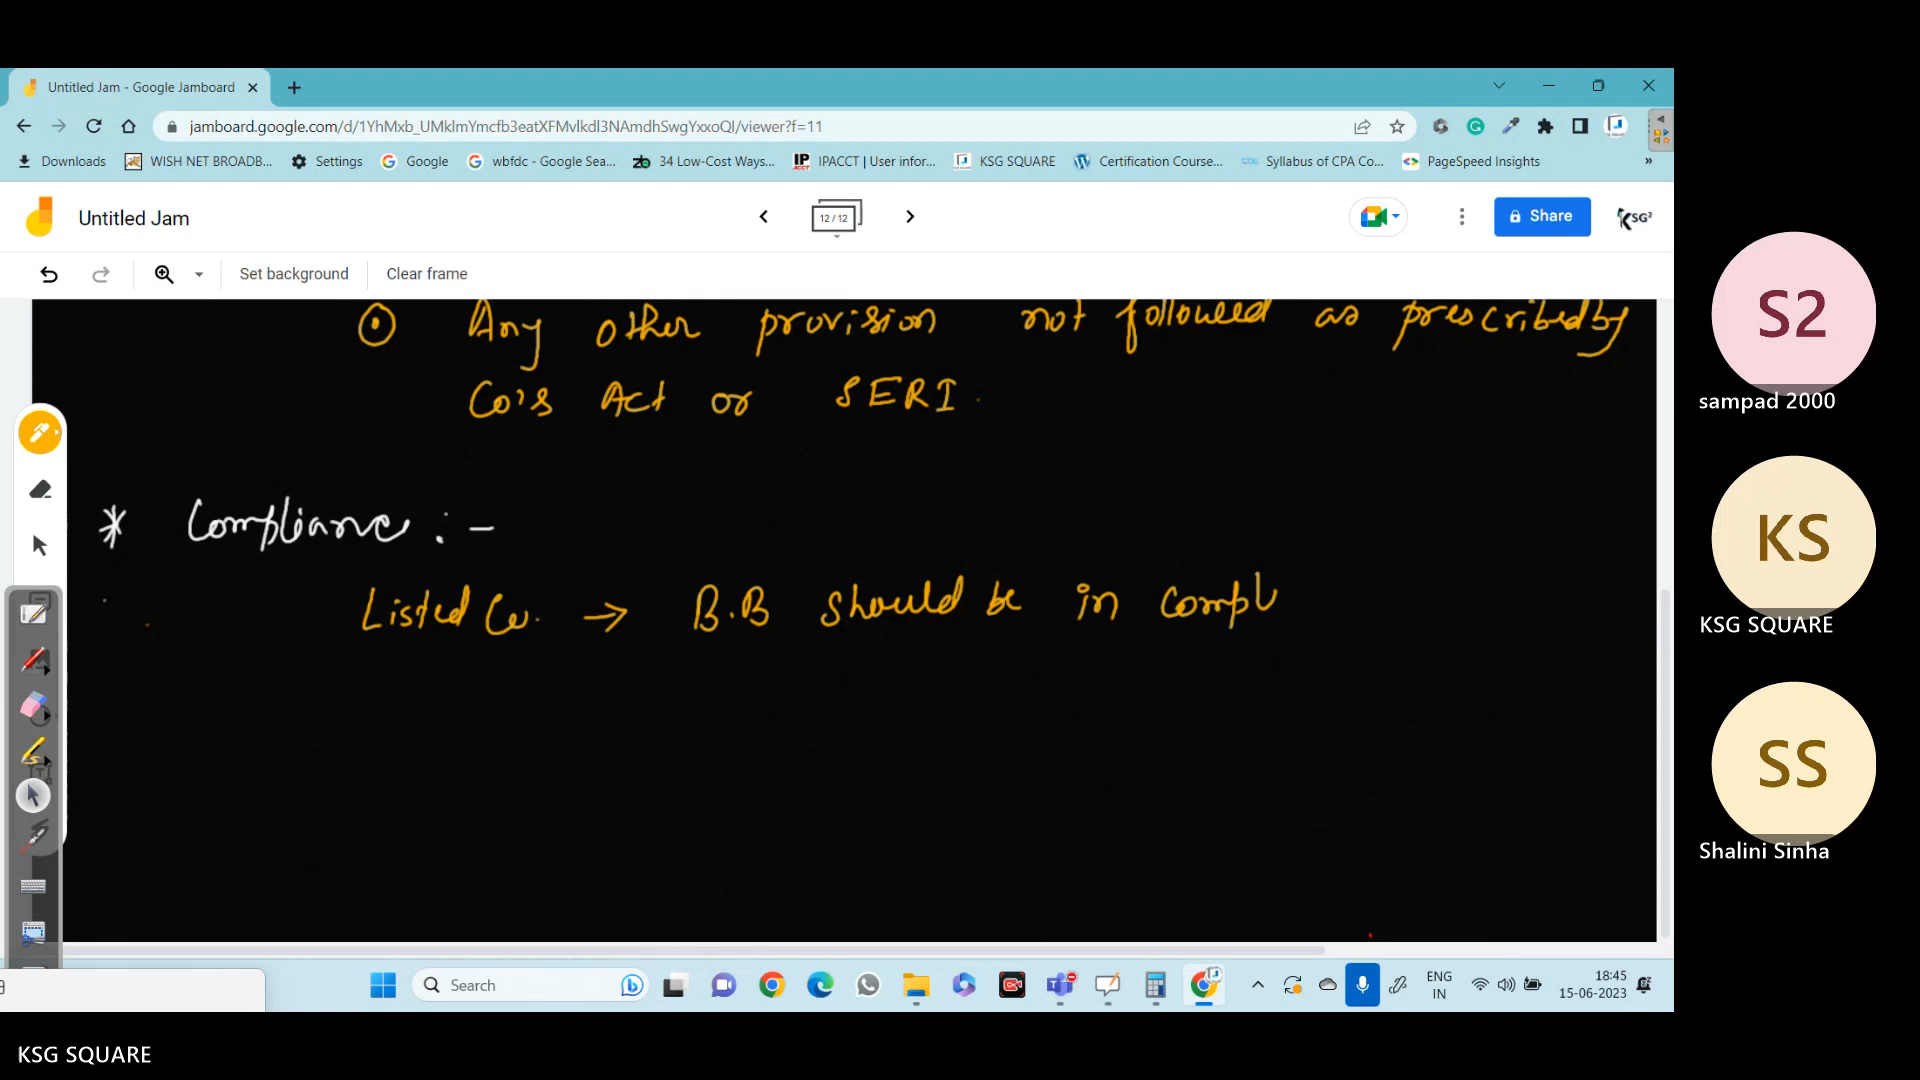 Untitled Jam - Google Jamboard
jamboard.google.com/d/1YhMxb_UMklmYmcfb3eatXFMvlkdl3NAmdhSwgYxxoQI/viewer?f=11
Downloads WISH NET BROADB... Settings Google wbfdc - Google Sea... 34 Low-Cost Ways... IPACCT | User infor... KSG SQUARE Certification Course... Syllabus of CPA Co... PageSpeed Insights »
Untitled Jam 12 / 12 Share KSG²
Set background Clear frame
Any other provision not followed as prescribed by
Co's Act or SEBI.
* Compliance :-
Listed Co. → B.B should be in compl
S2
sampad 2000
KS
KSG SQUARE
SS
Shalini Sinha
Search
ENG
IN
18:45
15-06-2023
KSG SQUARE